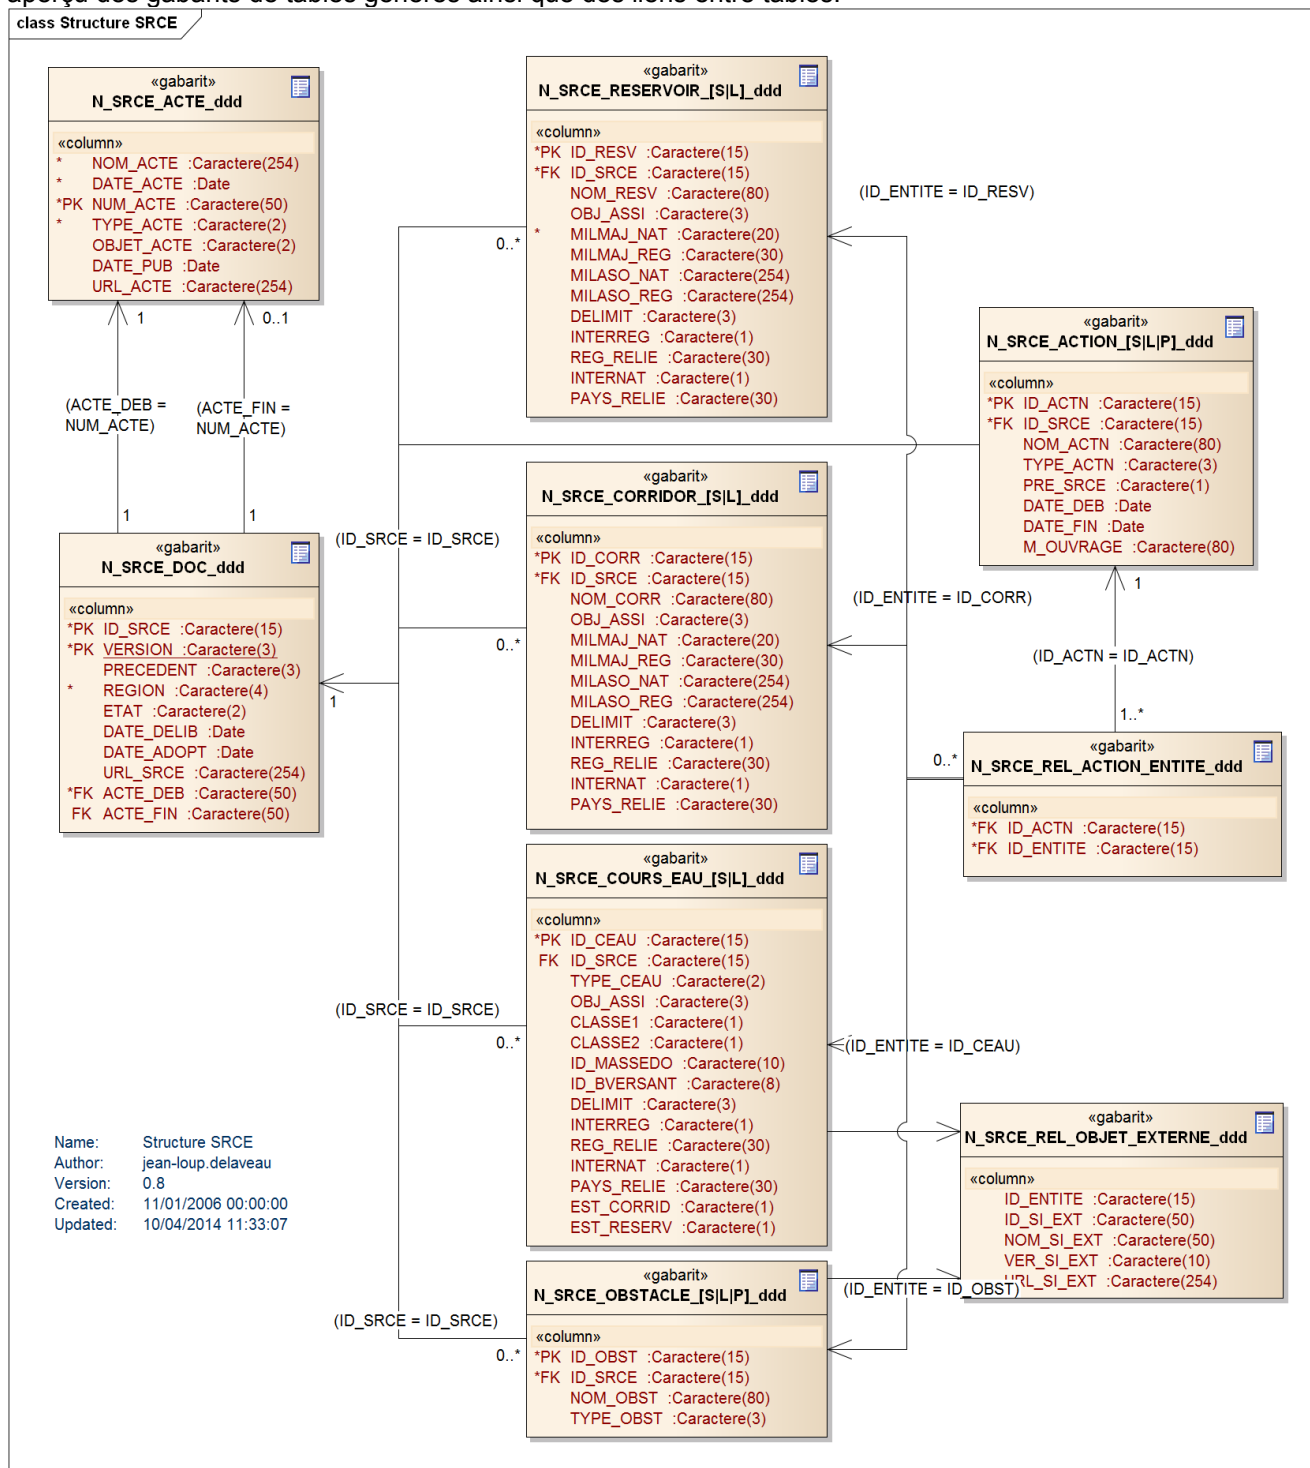 aperçu des gabarits de tables générés ainsi que des liens entre tables.
class Structure SRCE
«gabarit»
N_SRCE_ACTE_ddd
«column»
* NOM_ACTE :Caractere(254)
* DATE_ACTE :Date
*PK NUM_ACTE :Caractere(50)
* TYPE_ACTE :Caractere(2)
OBJET_ACTE :Caractere(2)
DATE_PUB :Date
URL_ACTE :Caractere(254)
1
0..1
(ACTE_DEB =
NUM_ACTE)
(ACTE_FIN =
NUM_ACTE)
1
1
«gabarit»
N_SRCE_DOC_ddd
«column»
*PK ID_SRCE :Caractere(15)
*PK VERSION :Caractere(3)
PRECEDENT :Caractere(3)
* REGION :Caractere(4)
ETAT :Caractere(2)
DATE_DELIB :Date
DATE_ADOPT :Date
URL_SRCE :Caractere(254)
*FK ACTE_DEB :Caractere(50)
FK ACTE_FIN :Caractere(50)
1
«gabarit»
N_SRCE_RESERVOIR_[S|L]_ddd
«column»
*PK ID_RESV :Caractere(15)
*FK ID_SRCE :Caractere(15)
NOM_RESV :Caractere(80)
OBJ_ASSI :Caractere(3)
* MILMAJ_NAT :Caractere(20)
MILMAJ_REG :Caractere(30)
MILASO_NAT :Caractere(254)
MILASO_REG :Caractere(254)
DELIMIT :Caractere(3)
INTERREG :Caractere(1)
REG_RELIE :Caractere(30)
INTERNAT :Caractere(1)
PAYS_RELIE :Caractere(30)
0..*
(ID_ENTITE = ID_RESV)
«gabarit»
N_SRCE_ACTION_[S|L|P]_ddd
«column»
*PK ID_ACTN :Caractere(15)
*FK ID_SRCE :Caractere(15)
NOM_ACTN :Caractere(80)
TYPE_ACTN :Caractere(3)
PRE_SRCE :Caractere(1)
DATE_DEB :Date
DATE_FIN :Date
M_OUVRAGE :Caractere(80)
1
(ID_ACTN = ID_ACTN)
1..*
(ID_SRCE = ID_SRCE)
«gabarit»
N_SRCE_CORRIDOR_[S|L]_ddd
«column»
*PK ID_CORR :Caractere(15)
*FK ID_SRCE :Caractere(15)
NOM_CORR :Caractere(80)
OBJ_ASSI :Caractere(3)
MILMAJ_NAT :Caractere(20)
MILMAJ_REG :Caractere(30)
MILASO_NAT :Caractere(254)
MILASO_REG :Caractere(254)
DELIMIT :Caractere(3)
INTERREG :Caractere(1)
REG_RELIE :Caractere(30)
INTERNAT :Caractere(1)
PAYS_RELIE :Caractere(30)
0..*
(ID_ENTITE = ID_CORR)
0..*
«gabarit»
N_SRCE_REL_ACTION_ENTITE_ddd
«column»
*FK ID_ACTN :Caractere(15)
*FK ID_ENTITE :Caractere(15)
«gabarit»
N_SRCE_COURS_EAU_[S|L]_ddd
«column»
*PK ID_CEAU :Caractere(15)
FK ID_SRCE :Caractere(15)
TYPE_CEAU :Caractere(2)
OBJ_ASSI :Caractere(3)
CLASSE1 :Caractere(1)
CLASSE2 :Caractere(1)
ID_MASSEDO :Caractere(10)
ID_BVERSANT :Caractere(8)
DELIMIT :Caractere(3)
INTERREG :Caractere(1)
REG_RELIE :Caractere(30)
INTERNAT :Caractere(1)
PAYS_RELIE :Caractere(30)
EST_CORRID :Caractere(1)
EST_RESERV :Caractere(1)
(ID_SRCE = ID_SRCE)
0..*
(ID_ENTITE = ID_CEAU)
«gabarit»
N_SRCE_REL_OBJET_EXTERNE_ddd
«column»
ID_ENTITE :Caractere(15)
ID_SI_EXT :Caractere(50)
NOM_SI_EXT :Caractere(50)
VER_SI_EXT :Caractere(10)
URL_SI_EXT :Caractere(254)
(ID_ENTITE = ID_OBST)
Name: Structure SRCE
Author: jean-loup.delaveau
Version: 0.8
Created: 11/01/2006 00:00:00
Updated: 10/04/2014 11:33:07
«gabarit»
N_SRCE_OBSTACLE_[S|L|P]_ddd
«column»
*PK ID_OBST :Caractere(15)
*FK ID_SRCE :Caractere(15)
NOM_OBST :Caractere(80)
TYPE_OBST :Caractere(3)
(ID_SRCE = ID_SRCE)
0..*